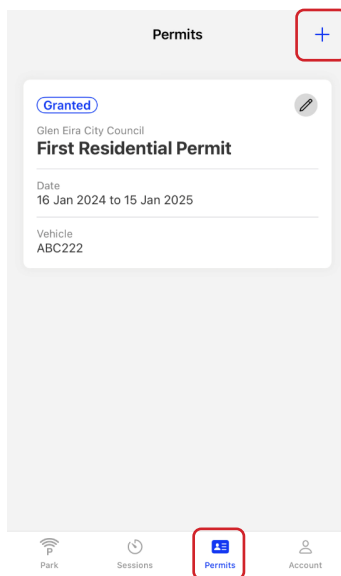 Permits
+
Granted
Glen Eira City Council
First Residential Permit
Date
16 Jan 2024 to 15 Jan 2025
Vehicle
ABC222
P
Park Sessions Permits Account